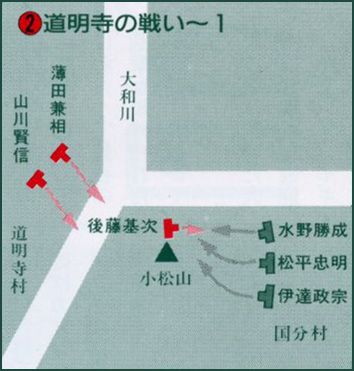 ②道明寺の戦い～1
大和川
薄田兼相
山川賢信
道明寺村
後藤基次
小松山
水野勝成
松平忠明
伊達政宗
国分村